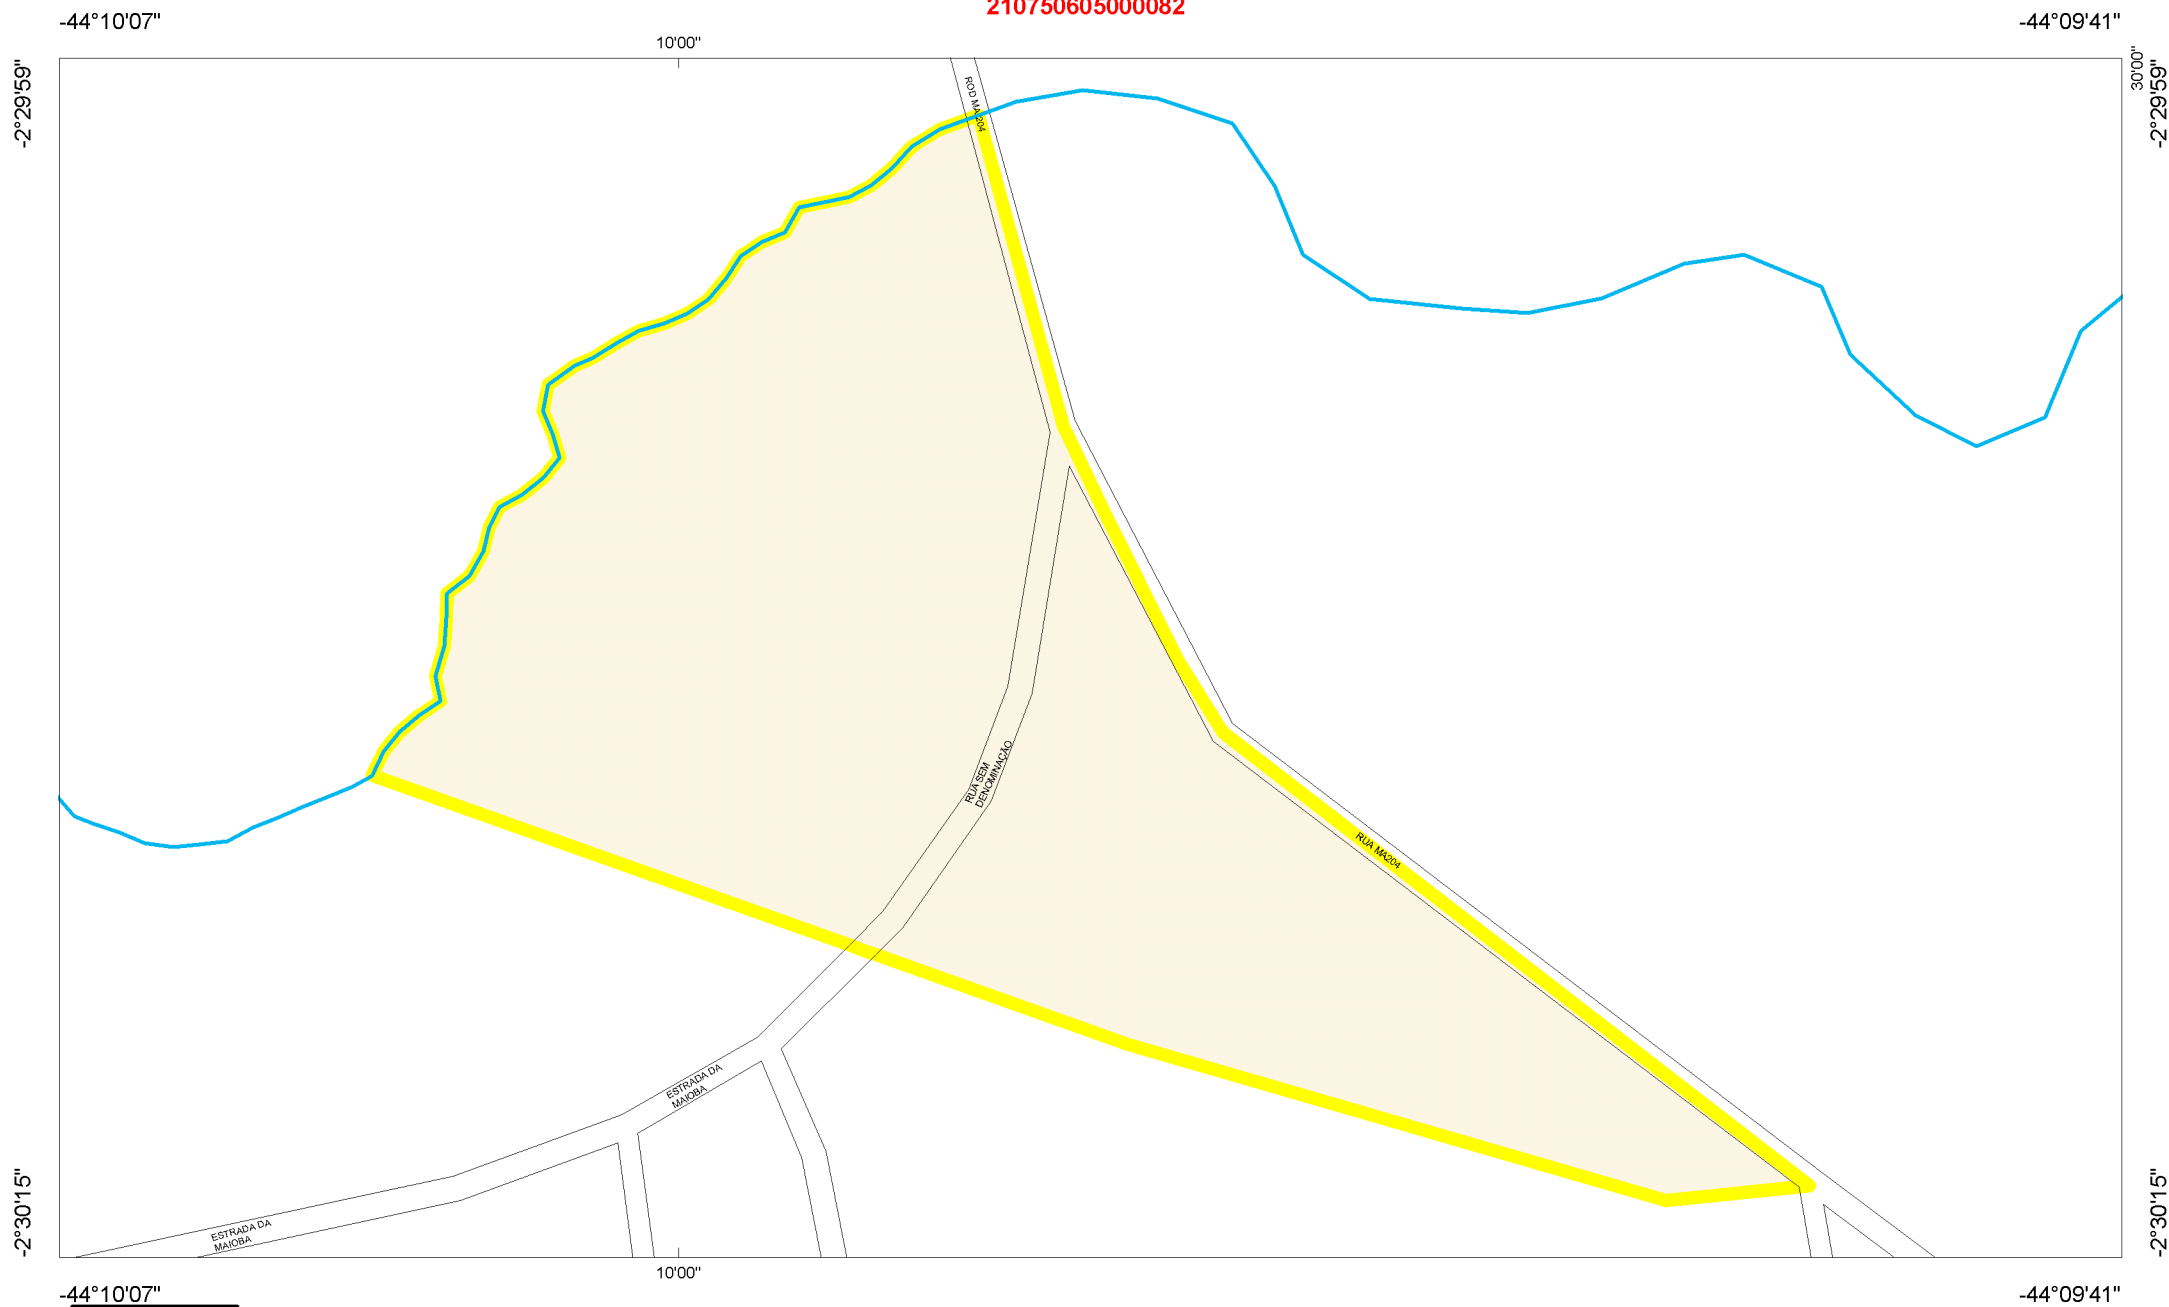 210750605000082
-44°10'07"
-44°09'41"
10'00"
-2°29'59"
30'00"
-2°29'59"
ROD MA 204
RUA SEM
DENOMINAÇÃO
RUA MA204
ESTRADA DA
MAIOBA
ESTRADA DA
MAIOBA
-2°30'15"
-2°30'15"
10'00"
-44°10'07"
-44°09'41"